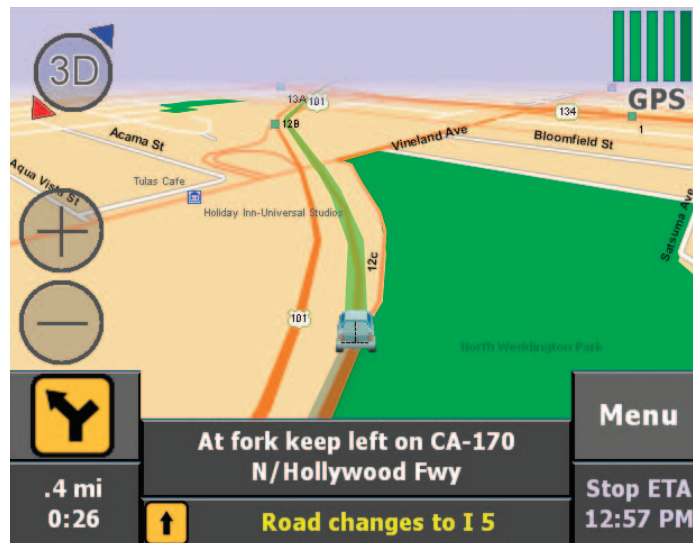 3D
GPS
13A
101
12B
134
1
Acama St
Vineland Ave
Bloomfield St
Aqua Vista St
Tulas Cafe
Holiday Inn-Universal Studios
Satsuma Ave
12c
101
North Weddington Park
At fork keep left on CA-170
N/Hollywood Fwy
Menu
.4 mi
0:26
Road changes to I 5
Stop ETA
12:57 PM